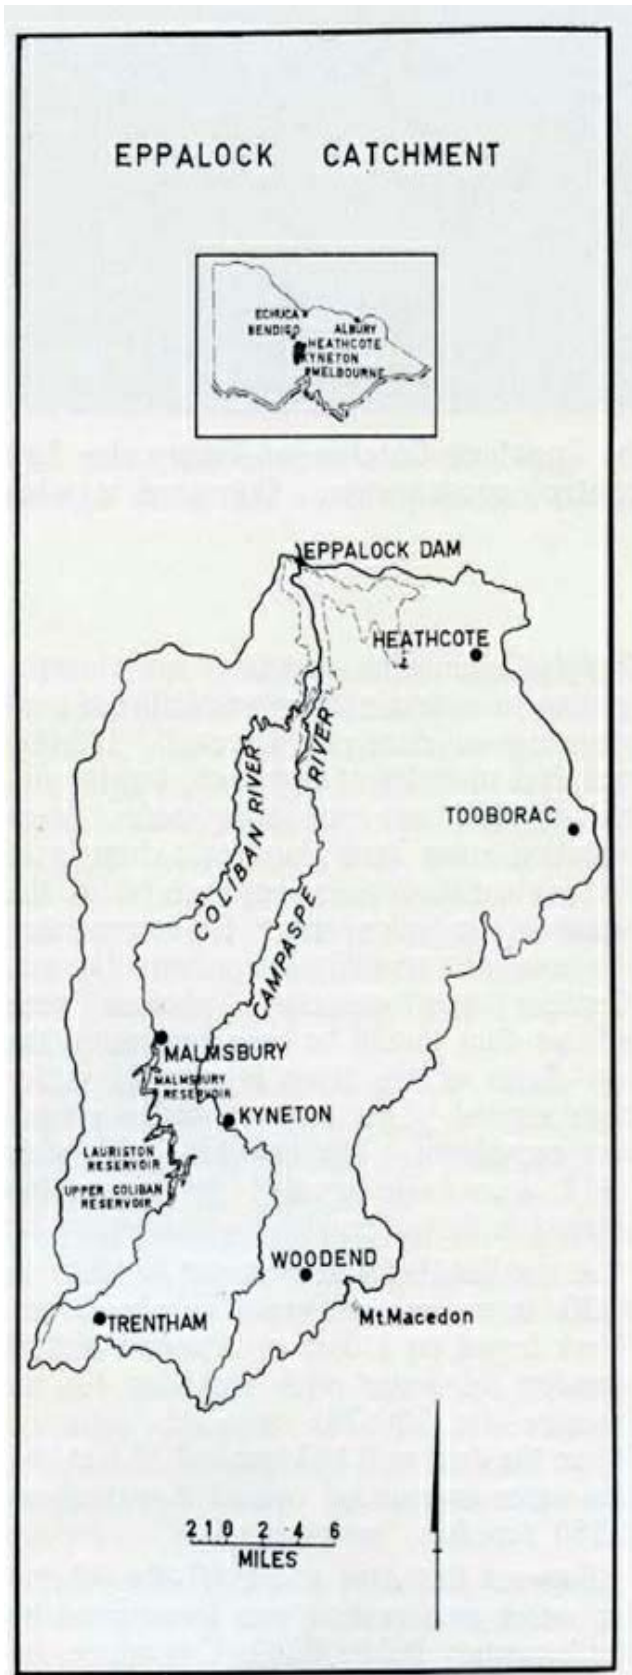 EPPALOCK CATCHMENT
ECHUCA
BENDIGO
ALBURY
HEATHCOTE
KYNETON
MELBOURNE
EPPALOCK DAM
HEATHCOTE
COLIBAN RIVER
CAMPASPE RIVER
TOOBORAC
MALMSBURY
MALMSBURY
RESERVOIR
KYNETON
LAURISTON
RESERVOIR
UPPER COLIBAN
RESERVOIR
WOODEND
TRENTHAM
Mt.Macedon
2 1 0 2 4 6
MILES